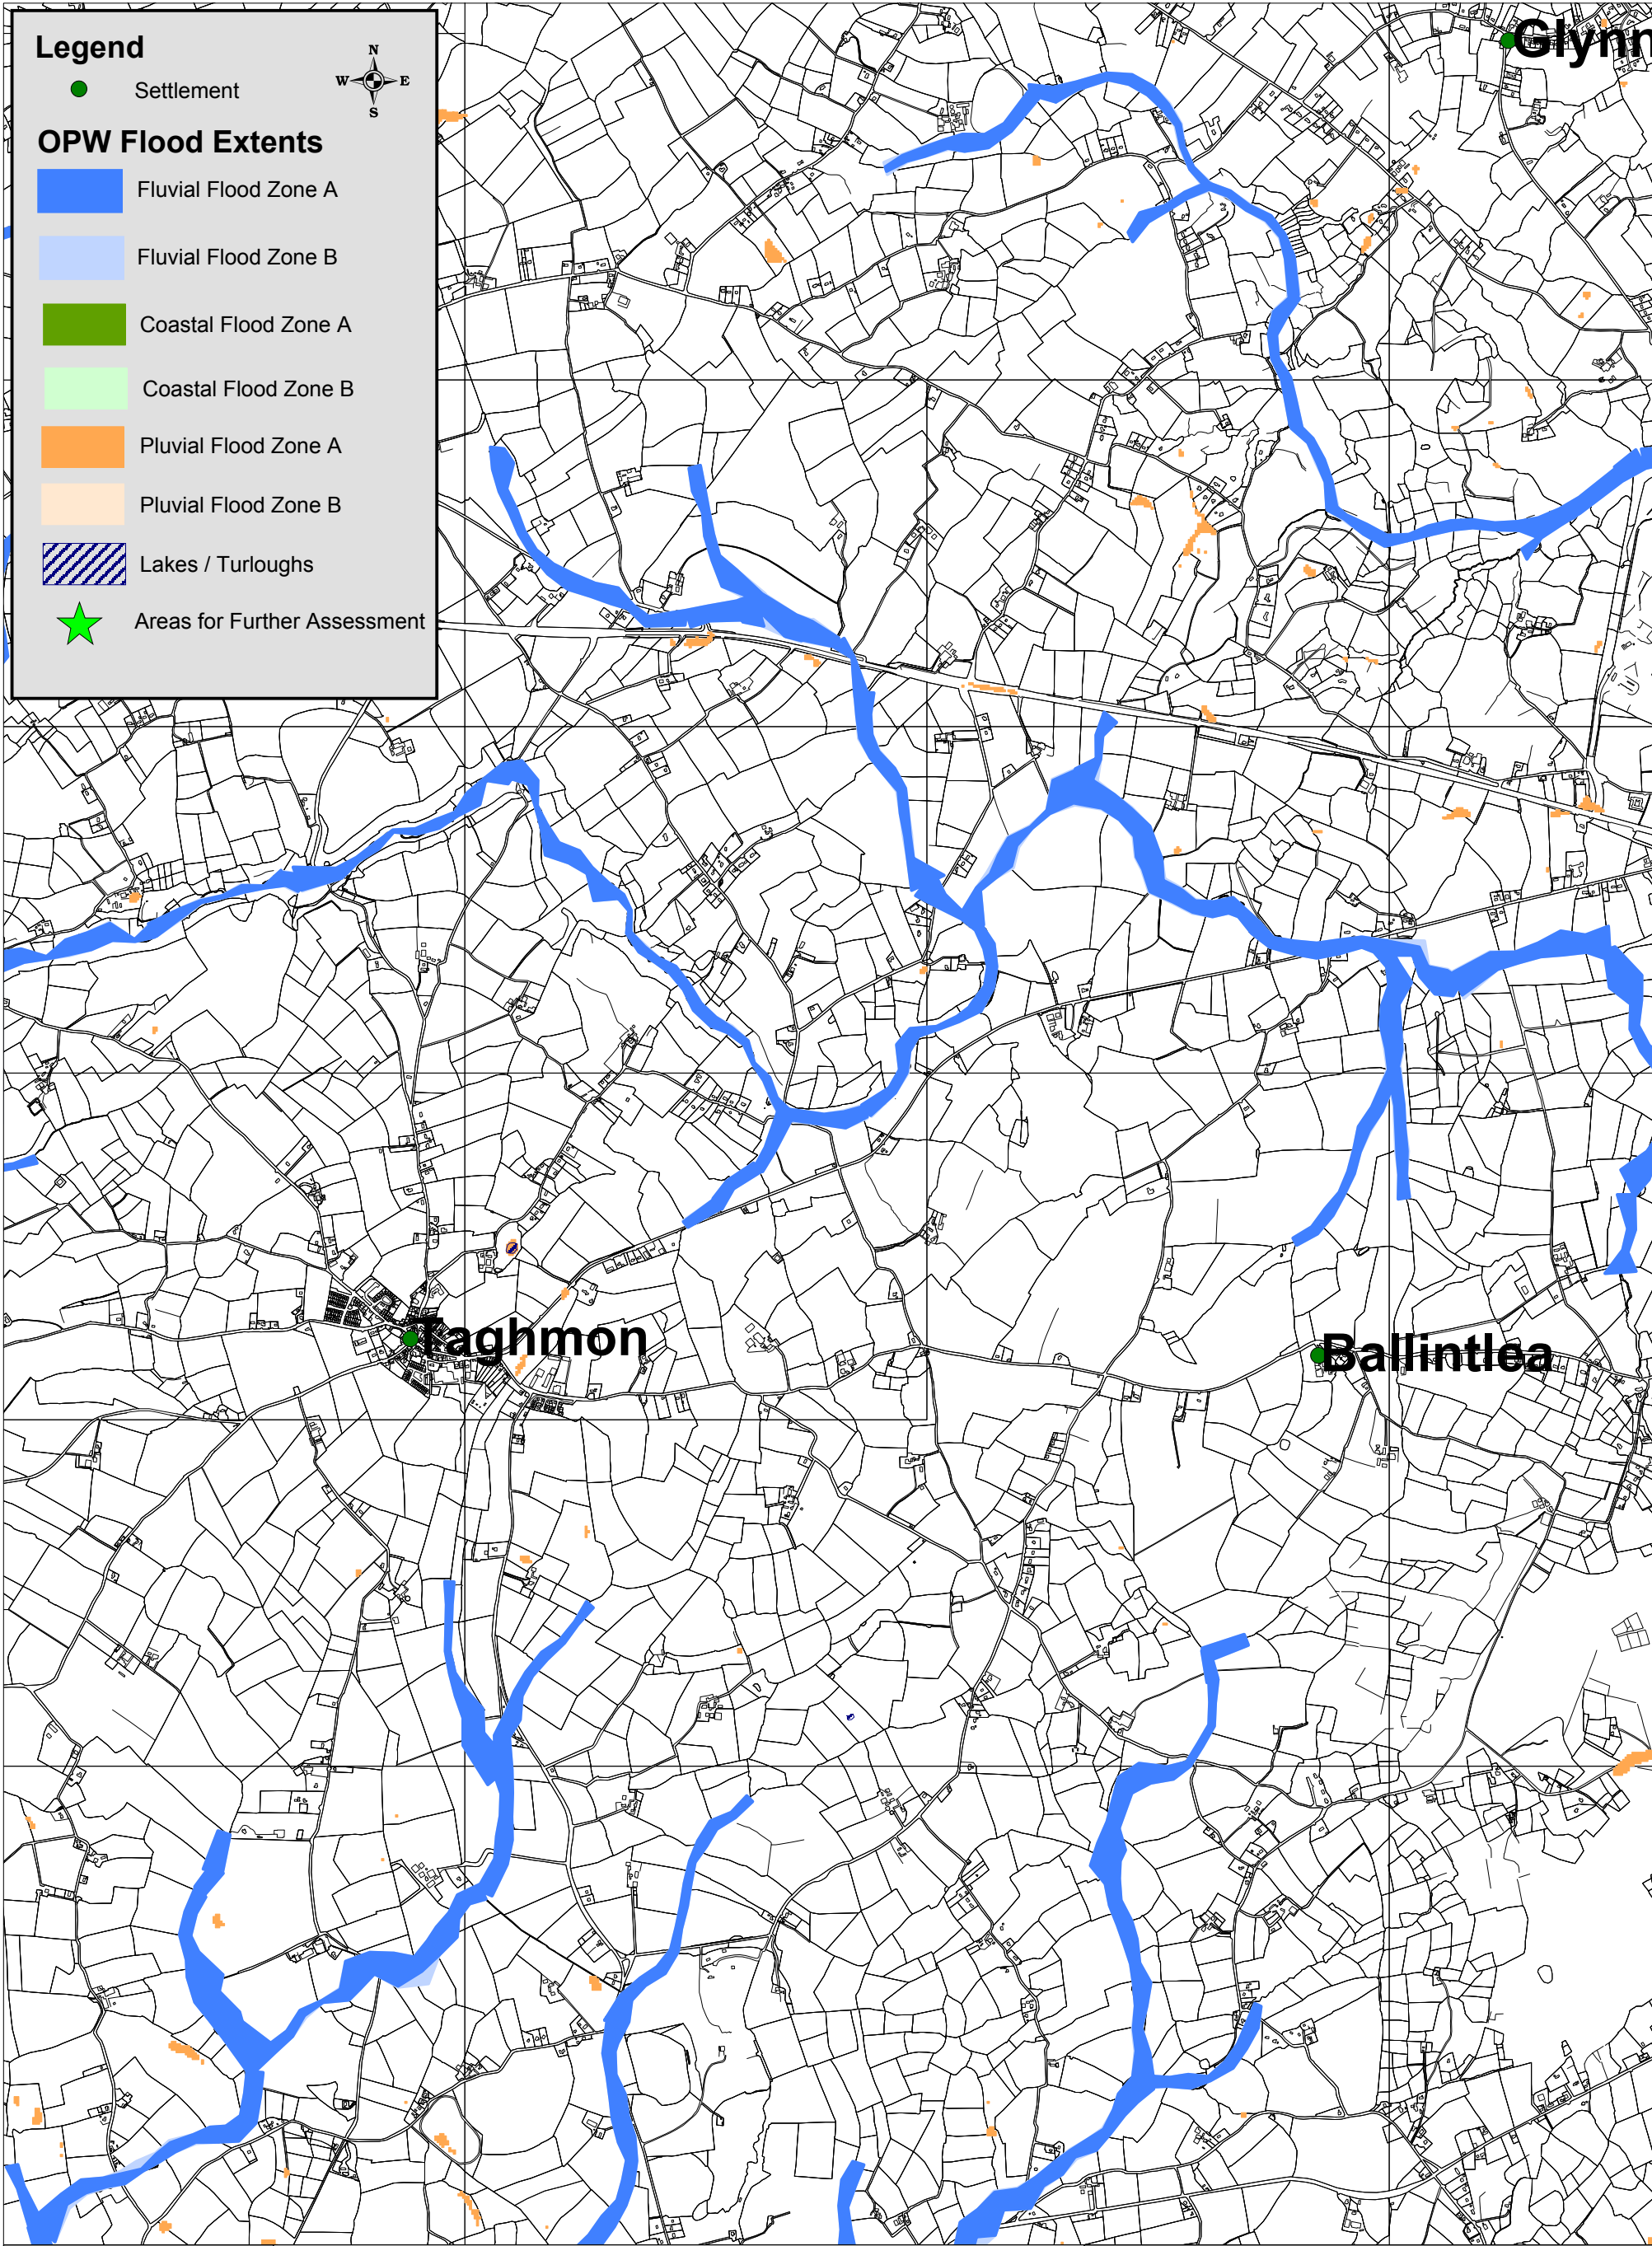 Legend
N
W E
S
Settlement
OPW Flood Extents
Fluvial Flood Zone A
Fluvial Flood Zone B
Coastal Flood Zone A
Coastal Flood Zone B
Pluvial Flood Zone A
Pluvial Flood Zone B
Lakes / Turloughs
Areas for Further Assessment
Glynn
Taghmon
Ballintlea